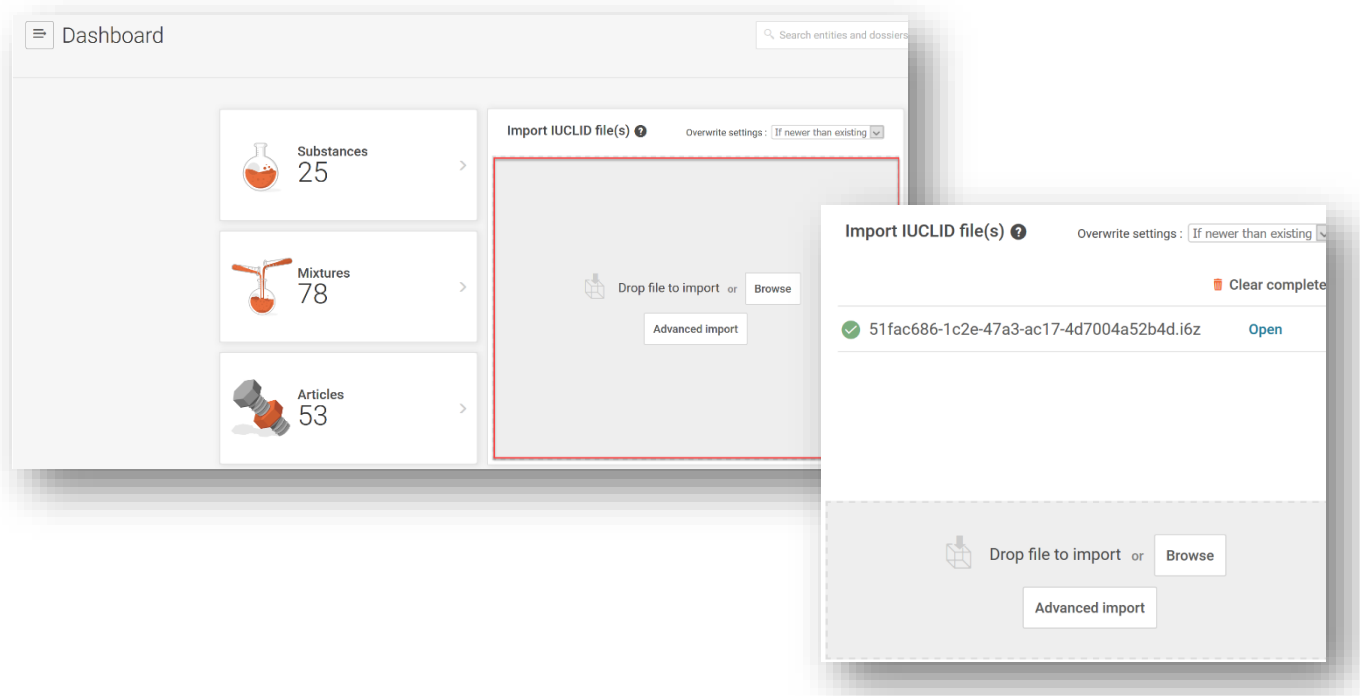 Dashboard
Search entities and dossiers
Substances
25
Mixtures
78
Articles
53
Import IUCLID file(s) ?
Overwrite settings : If newer than existing
Drop file to import or Browse
Advanced import
Import IUCLID file(s) ?
Overwrite settings : If newer than existing
Clear complete
51fac686-1c2e-47a3-ac17-4d7004a52b4d.i6z Open
Drop file to import or Browse
Advanced import